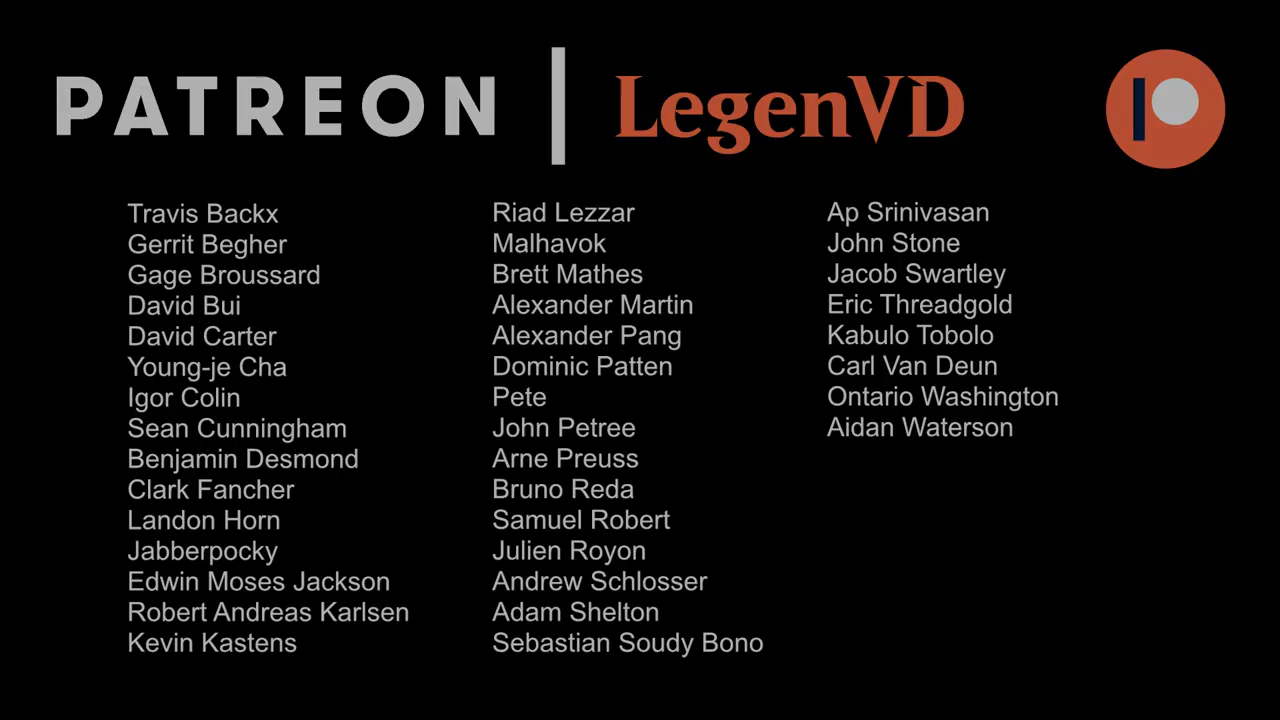 PATREON | LegenVD
Travis Backx
Gerrit Begher
Gage Broussard
David Bui
David Carter
Young-je Cha
Igor Colin
Sean Cunningham
Benjamin Desmond
Clark Fancher
Landon Horn
Jabberpocky
Edwin Moses Jackson
Robert Andreas Karlsen
Kevin Kastens
Riad Lezzar
Malhavok
Brett Mathes
Alexander Martin
Alexander Pang
Dominic Patten
Pete
John Petree
Arne Preuss
Bruno Reda
Samuel Robert
Julien Royon
Andrew Schlosser
Adam Shelton
Sebastian Soudy Bono
Ap Srinivasan
John Stone
Jacob Swartley
Eric Threadgold
Kabulo Tobolo
Carl Van Deun
Ontario Washington
Aidan Waterson